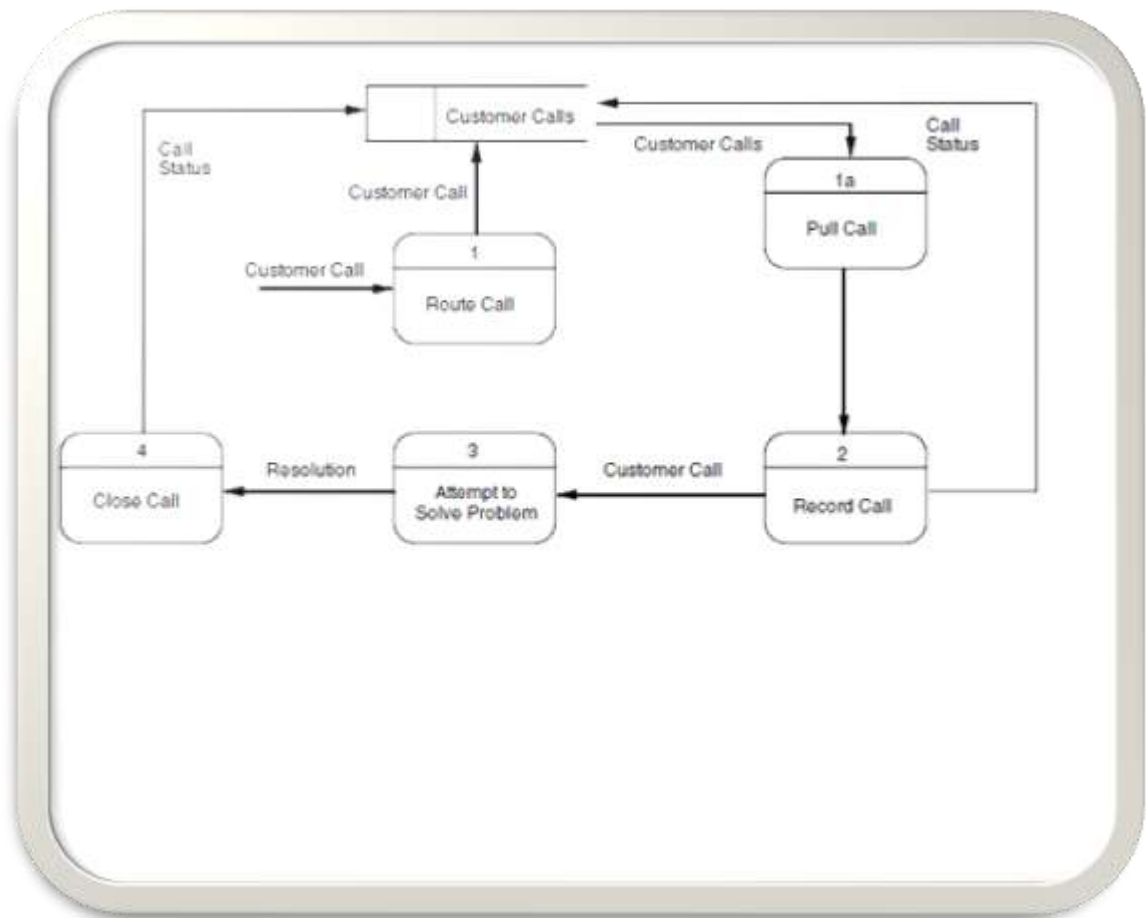 Customer Calls
Call
Status
Customer Calls
Call
Status
Customer Call
1a
Pull Call
1
Customer Call
Route Call
4
Close Call
Resolution
3
Attempt to
Solve Problem
Customer Call
2
Record Call